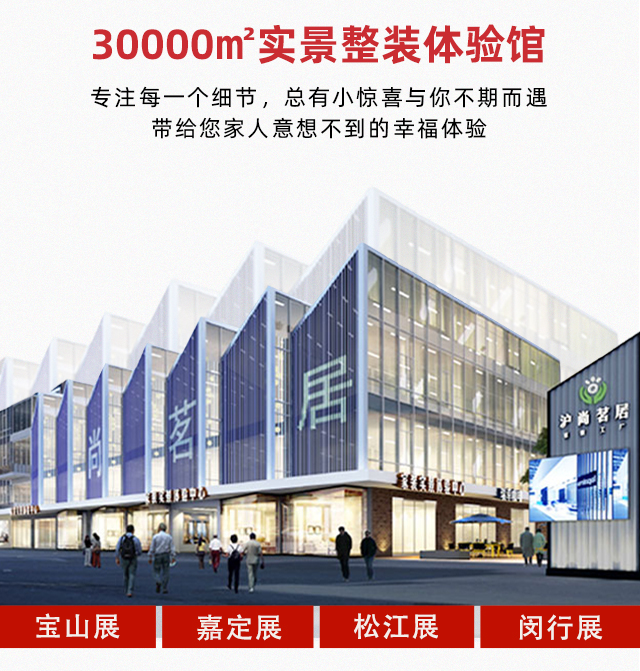 30000㎡实景整装体验馆
专注每一个细节，总有小惊喜与你不期而遇
带给您家人意想不到的幸福体验
尚 茗 居
沪尚茗居
宝山展
嘉定展
松江展
闵行展